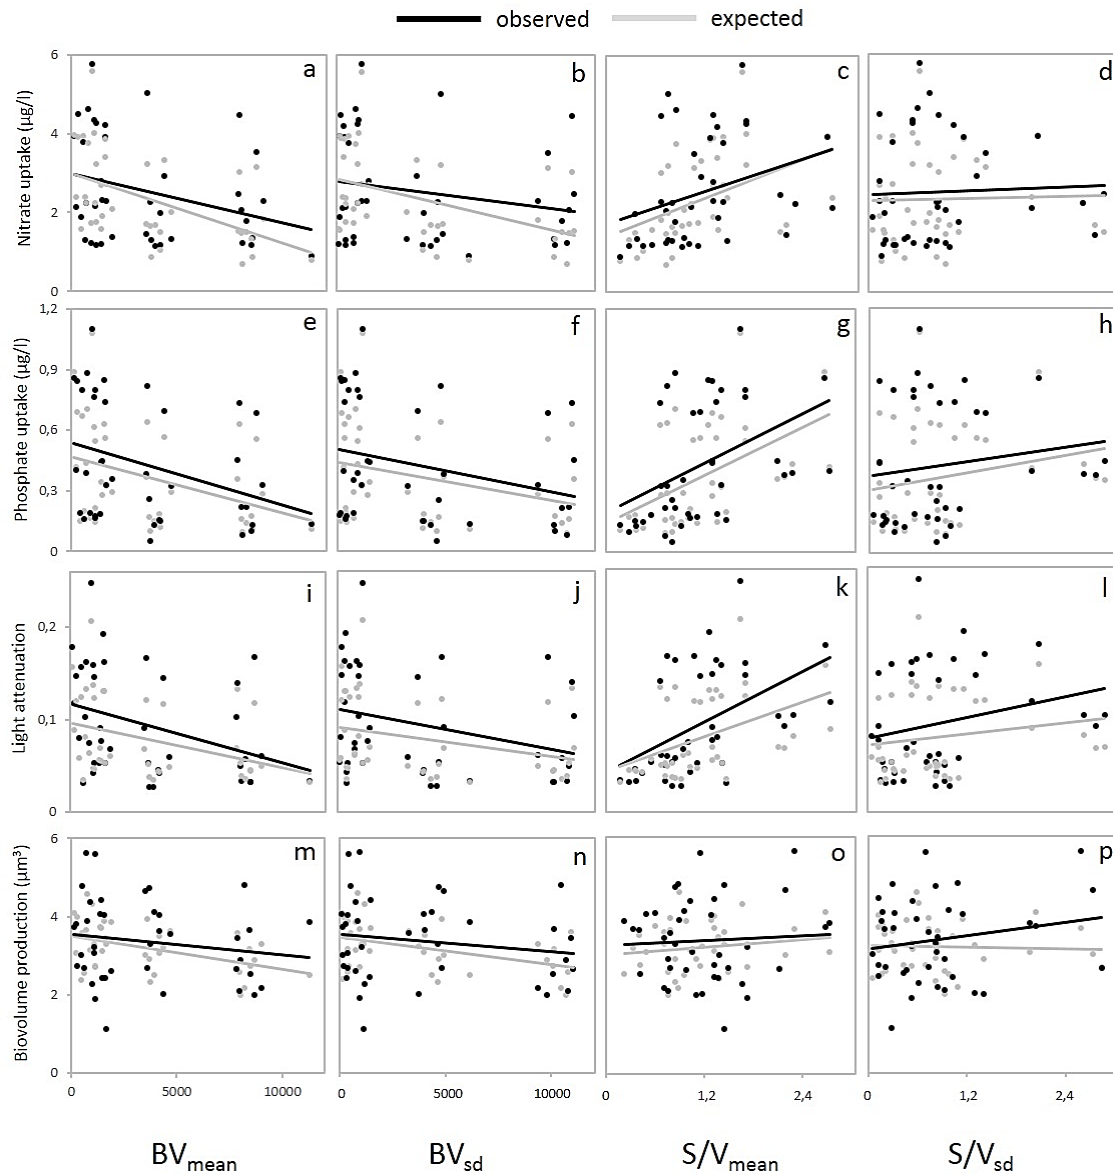 observed expected
a b c d
Nitrate uptake (µg/l)
6
4
2
0
e f g h
Phosphate uptake (µg/l)
1,2
0,9
0,6
0,3
0
i j k l
Light attenuation
0,2
0,1
0
m n o p
Biovolume production (µm³)
6
4
2
0
0 5000 10000 0 5000 10000 0 1,2 2,4 0 1,2 2,4
BVmean BVsd S/Vmean S/Vsd